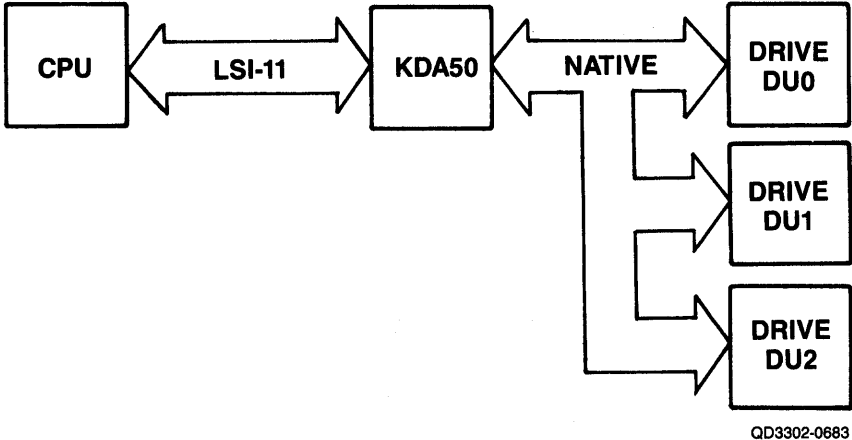 CPU
LSI-11
KDA50
NATIVE
DRIVE
DU0
DRIVE
DU1
DRIVE
DU2
QD3302-0683